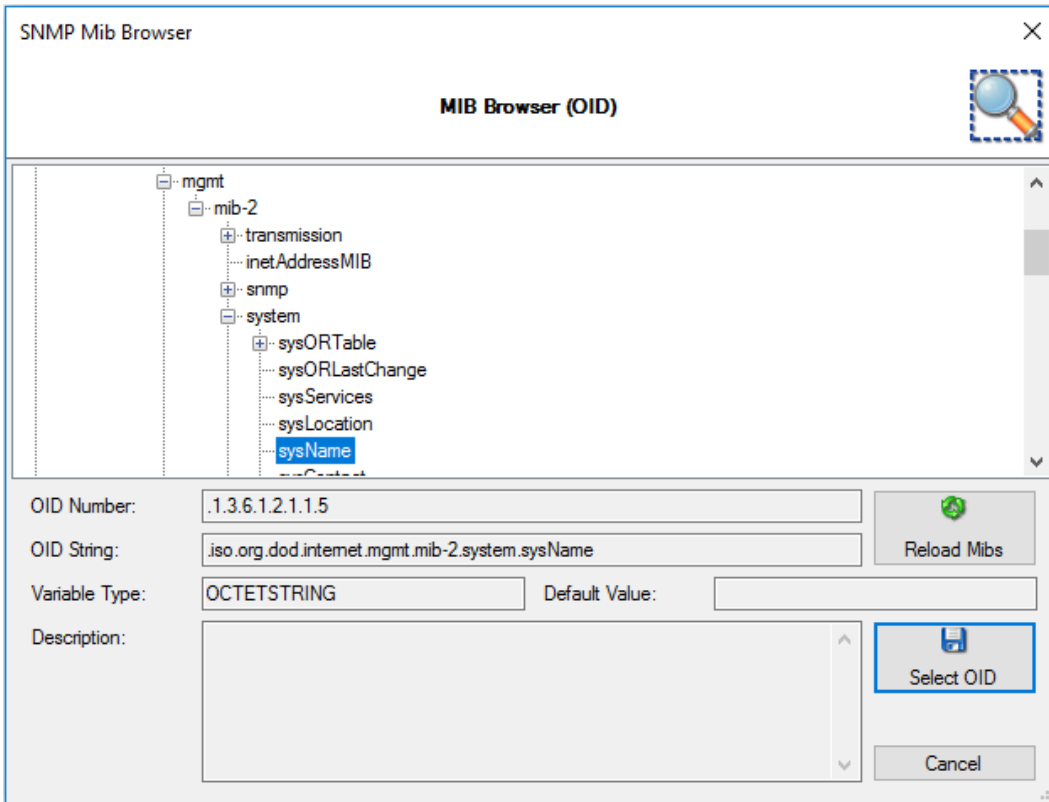 SNMP Mib Browser
MIB Browser (OID)
mgmt
mib-2
transmission
inetAddressMIB
snmp
system
sysORTable
sysORLastChange
sysServices
sysLocation
sysName
sysContact
OID Number: .1.3.6.1.2.1.1.5
OID String: .iso.org.dod.internet.mgmt.mib-2.system.sysName
Reload Mibs
Variable Type: OCTETSTRING Default Value:
Description:
Select OID
Cancel